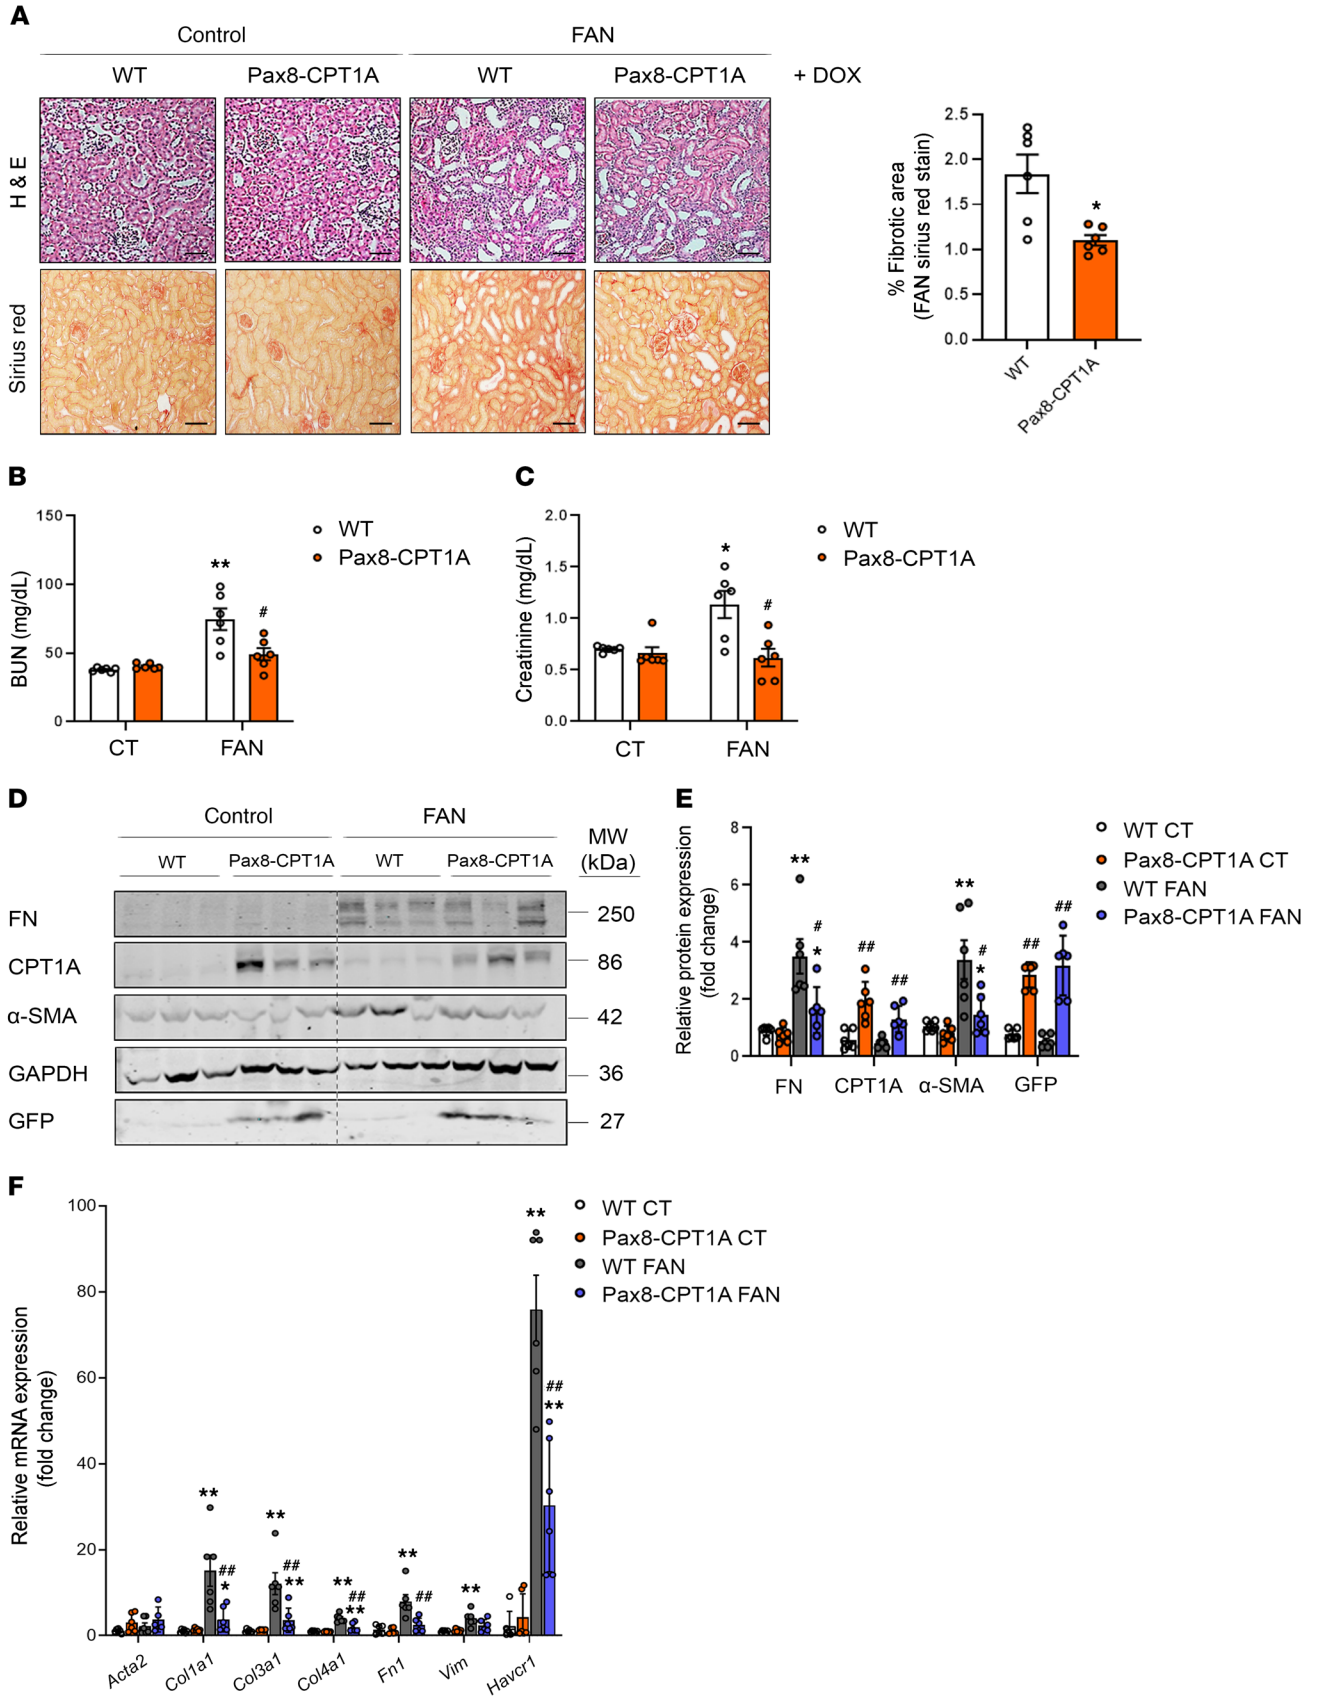 A
Control
FAN
WT
Pax8-CPT1A
WT
Pax8-CPT1A
+ DOX
H & E
Sirius red
% Fibrotic area
(FAN sirius red stain)
2.5
2.0
1.5
1.0
0.5
0.0
*
WT
Pax8-CPT1A
B
BUN (mg/dL)
150
100
50
0
**
#
CT
FAN
WT
Pax8-CPT1A
C
Creatinine (mg/dL)
2.0
1.5
1.0
0.5
0.0
*
#
CT
FAN
WT
Pax8-CPT1A
D
Control
FAN
WT
Pax8-CPT1A
WT
Pax8-CPT1A
MW
(kDa)
FN
250
CPT1A
86
α-SMA
42
GAPDH
36
GFP
27
E
Relative protein expression
(fold change)
8
6
4
2
0
**
#
*
##
##
**
#
*
##
##
FN
CPT1A
α-SMA
GFP
WT CT
Pax8-CPT1A CT
WT FAN
Pax8-CPT1A FAN
F
Relative mRNA expression
(fold change)
100
80
60
40
20
0
**
##
*
**
##
**
**
##
**
**
##
**
**
##
**
Acta2
Col1a1
Col3a1
Col4a1
Fn1
Vim
Havcr1
WT CT
Pax8-CPT1A CT
WT FAN
Pax8-CPT1A FAN